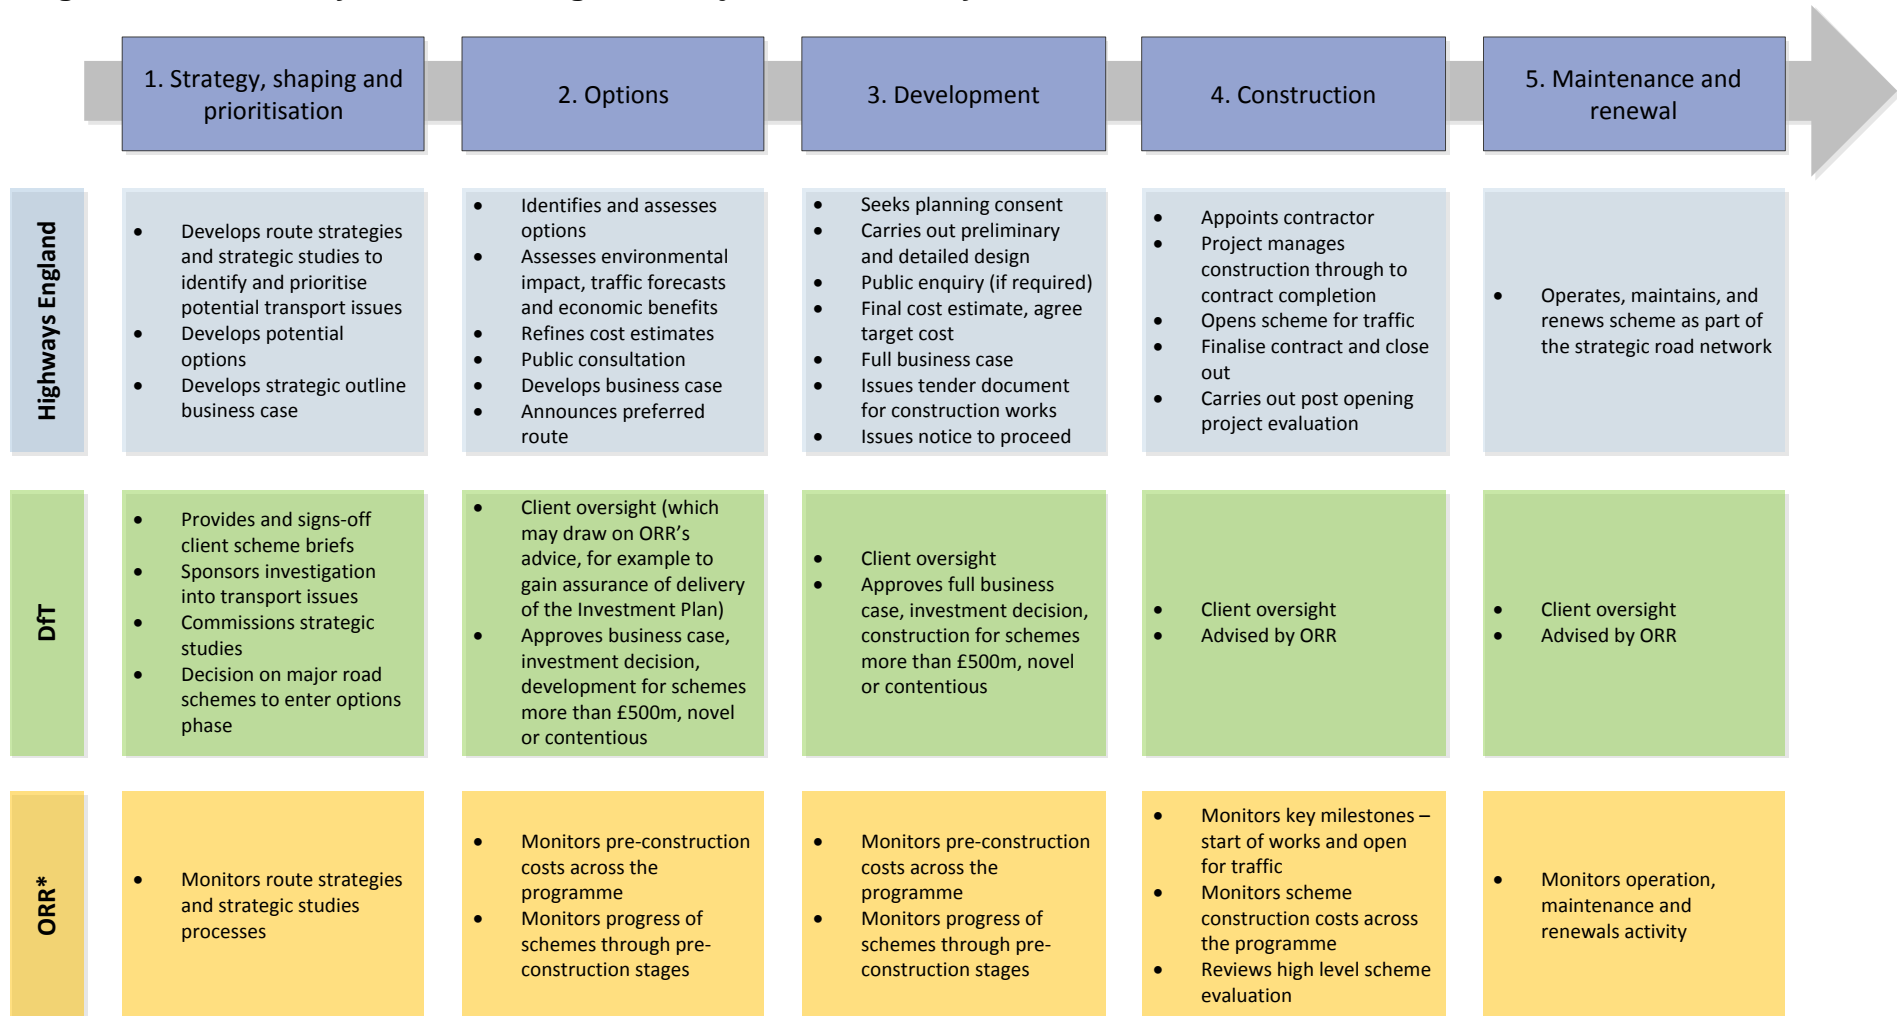 1. Strategy, shaping and
prioritisation
2. Options
3. Development
4. Construction
5. Maintenance and
renewal
Highways England
• Develops route strategies
and strategic studies to
identify and prioritise
potential transport issues
• Develops potential
options
• Develops strategic outline
business case
• Identifies and assesses
options
• Assesses environmental
impact, traffic forecasts
and economic benefits
• Refines cost estimates
• Public consultation
• Develops business case
• Announces preferred
route
• Seeks planning consent
• Carries out preliminary
and detailed design
• Public enquiry (if required)
• Final cost estimate, agree
target cost
• Full business case
• Issues tender document
for construction works
• Issues notice to proceed
• Appoints contractor
• Project manages
construction through to
contract completion
• Opens scheme for traffic
• Finalise contract and close
out
• Carries out post opening
project evaluation
• Operates, maintains, and
renews scheme as part of
the strategic road network
DfT
• Provides and signs-off
client scheme briefs
• Sponsors investigation
into transport issues
• Commissions strategic
studies
• Decision on major road
schemes to enter options
phase
• Client oversight (which
may draw on ORR’s
advice, for example to
gain assurance of delivery
of the Investment Plan)
• Approves business case,
investment decision,
development for schemes
more than £500m, novel
or contentious
• Client oversight
• Approves full business
case, investment decision,
construction for schemes
more than £500m, novel
or contentious
• Client oversight
• Advised by ORR
• Client oversight
• Advised by ORR
ORR*
• Monitors route strategies
and strategic studies
processes
• Monitors pre-construction
costs across the
programme
• Monitors progress of
schemes through pre-
construction stages
• Monitors pre-construction
costs across the
programme
• Monitors progress of
schemes through pre-
construction stages
• Monitors key milestones –
start of works and open
for traffic
• Monitors scheme
construction costs across
the programme
• Reviews high level scheme
evaluation
• Monitors operation,
maintenance and
renewals activity